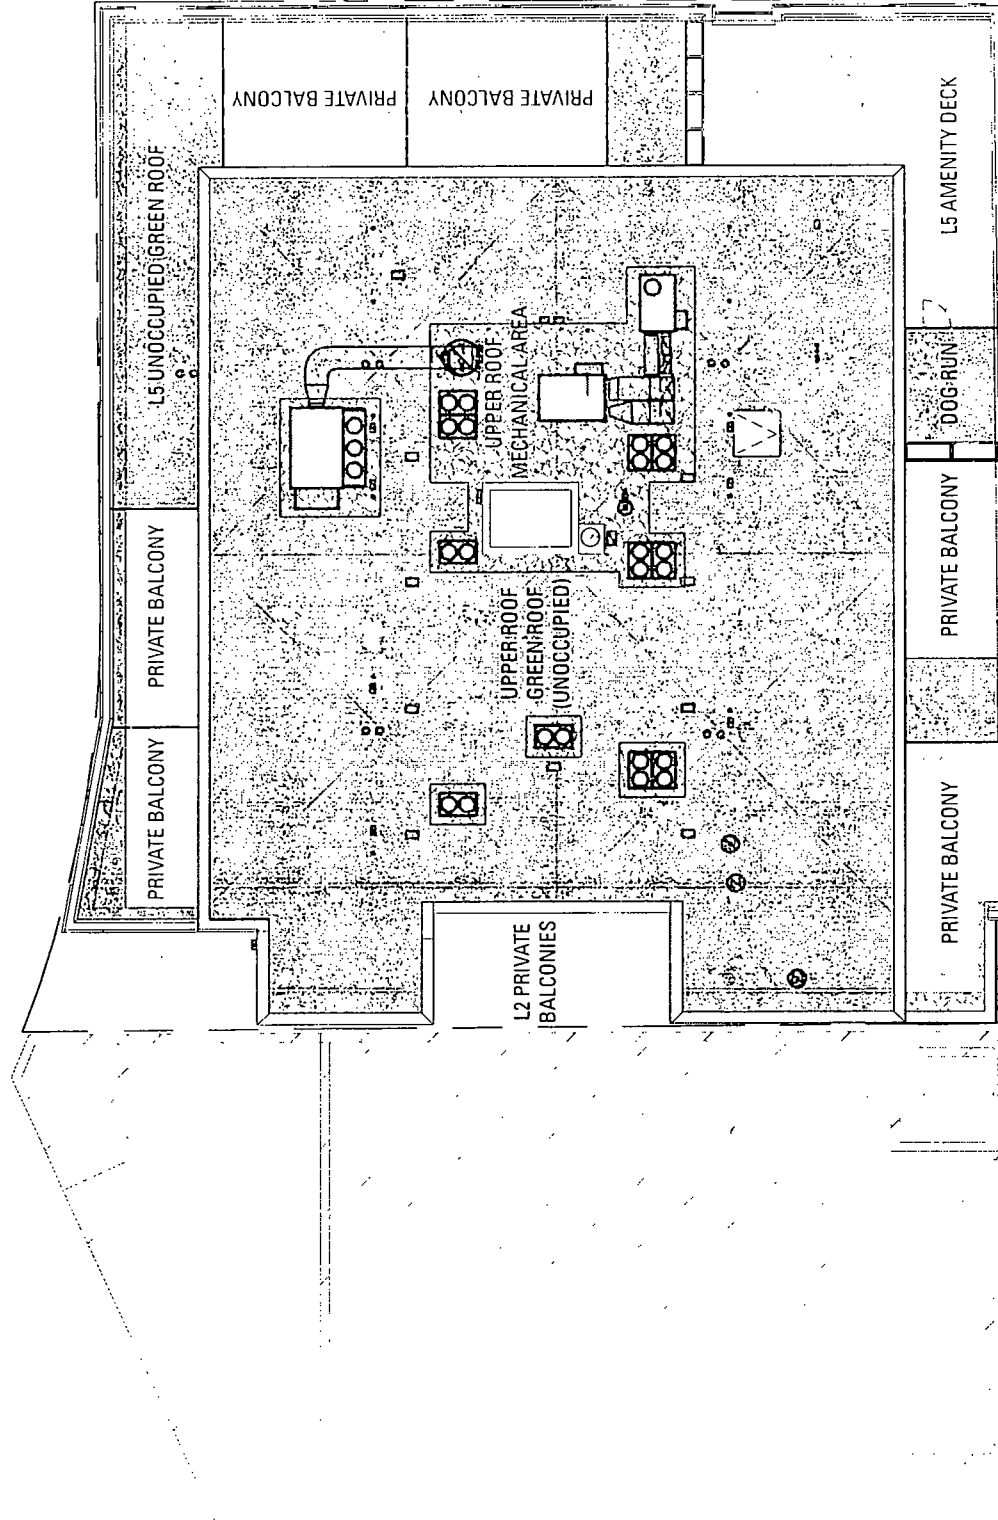 PRIVATE BALCONY
PRIVATE BALCONY
L5 UNOCCUPIED GREEN ROOF
L5 AMENITY DECK
UPPER ROOF
MECHANICAL AREA
DOG RUN
PRIVATE BALCONY
PRIVATE BALCONY
UPPER ROOF
GREEN ROOF
(UNOCCUPIED)
PRIVATE BALCONY
PRIVATE BALCONY
L2 PRIVATE
BALCONIES